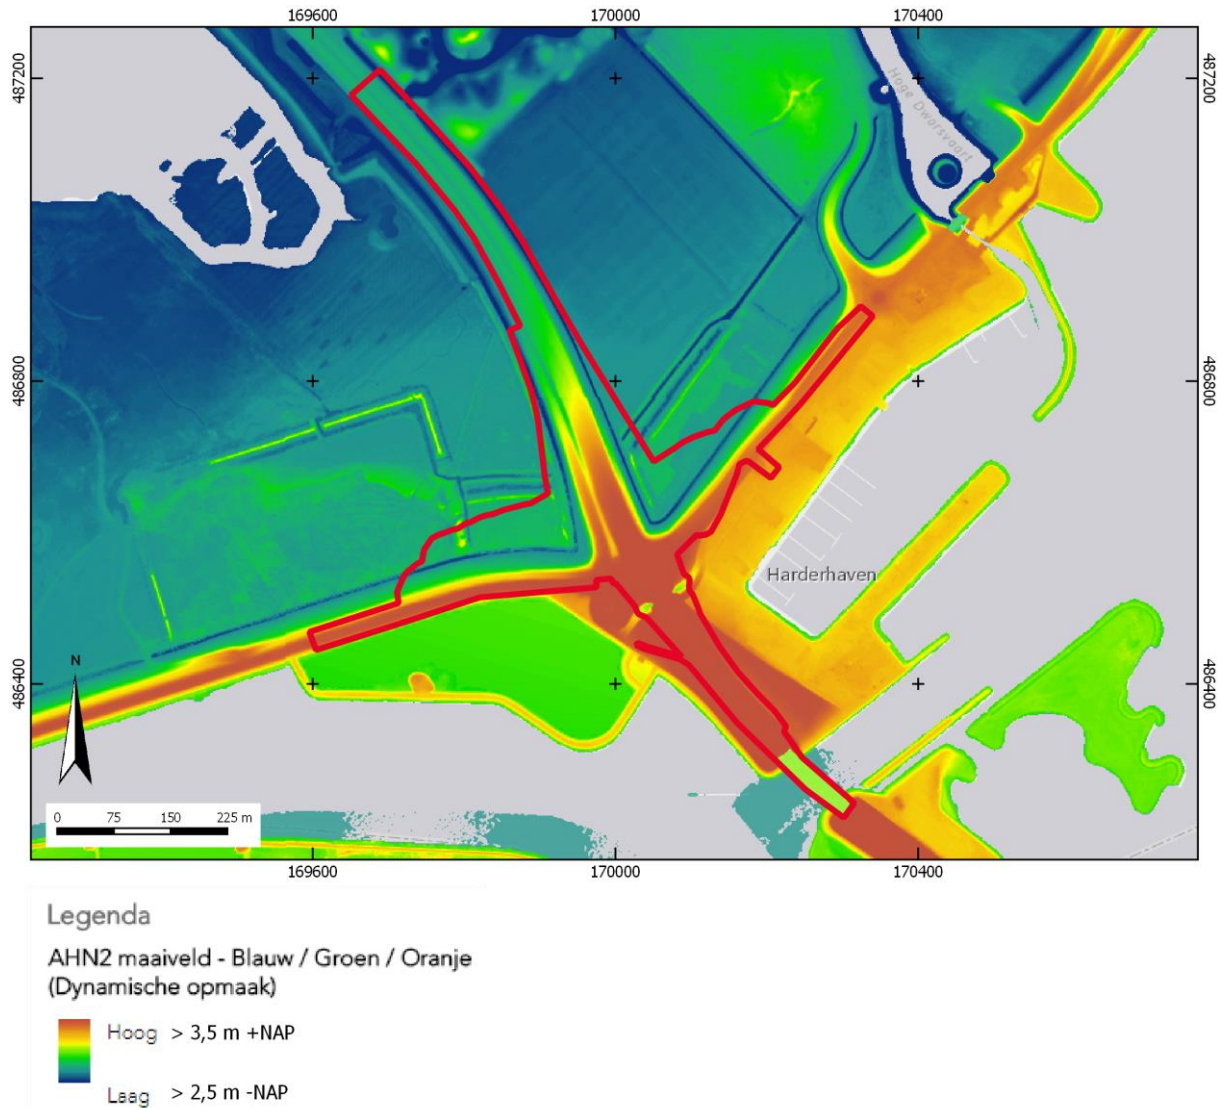 169600 170000 170400
487200 487200
Hoge Dwarsvaart
486800 486800
Harderhaven
486400 486400
N
0 75 150 225 m
169600 170000 170400
Legenda
AHN2 maaiveld - Blauw / Groen / Oranje
(Dynamische opmaak)
Hoog > 3,5 m +NAP
Laag > 2,5 m -NAP